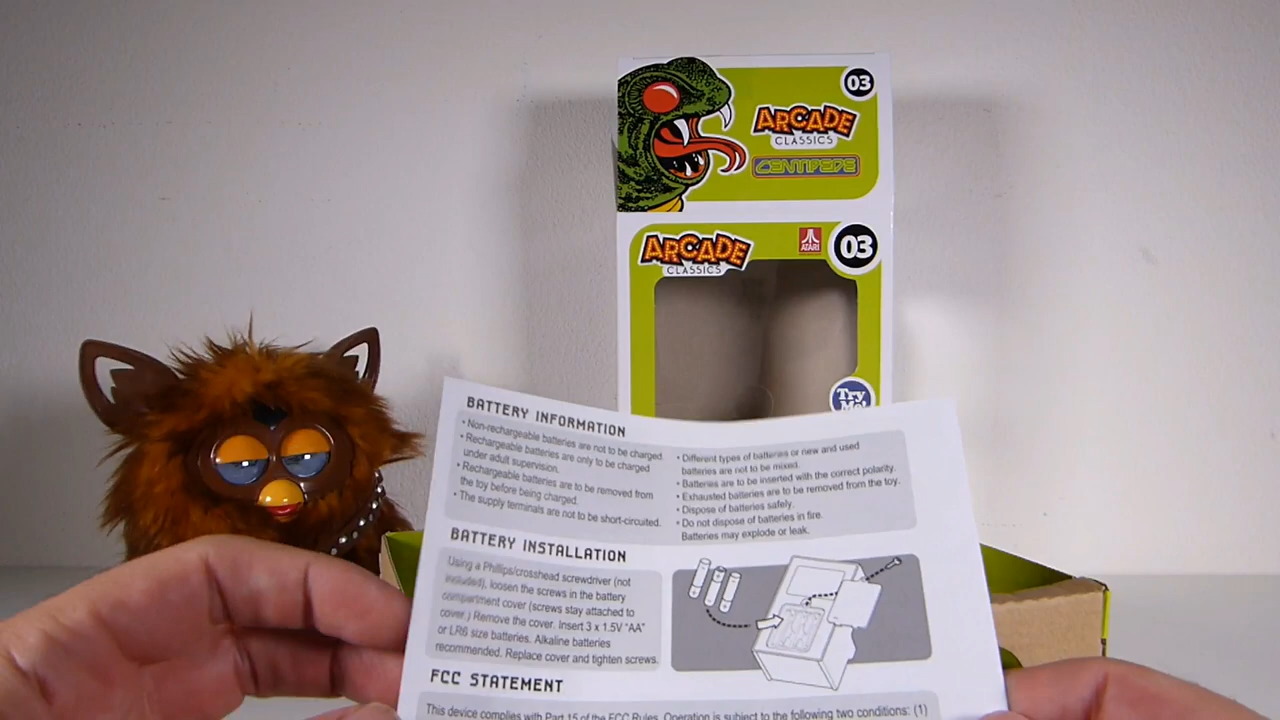 03
ARCADE
CLASSICS
CENTIPEDE
ARCADE
CLASSICS
ATARI
03
Try
Me!
BATTERY INFORMATION
• Non-rechargeable batteries are not to be charged.
• Rechargeable batteries are only to be charged
under adult supervision.
• Rechargeable batteries are to be removed from
the toy before being charged.
• The supply terminals are not to be short-circuited.
• Different types of batteries or new and used
batteries are not to be mixed.
• Batteries are to be inserted with the correct polarity.
• Exhausted batteries are to be removed from the toy.
• Dispose of batteries safely.
• Do not dispose of batteries in fire.
Batteries may explode or leak.
BATTERY INSTALLATION
Using a Phillips/crosshead screwdriver (not
included), loosen the screws in the battery
compartment cover (screws stay attached to
cover.) Remove the cover. Insert 3 x 1.5V "AA"
or LR6 size batteries. Alkaline batteries
recommended. Replace cover and tighten screws.
FCC STATEMENT
This device complies with Part 15 of the FCC Rules. Operation is subject to the following two conditions: (1)